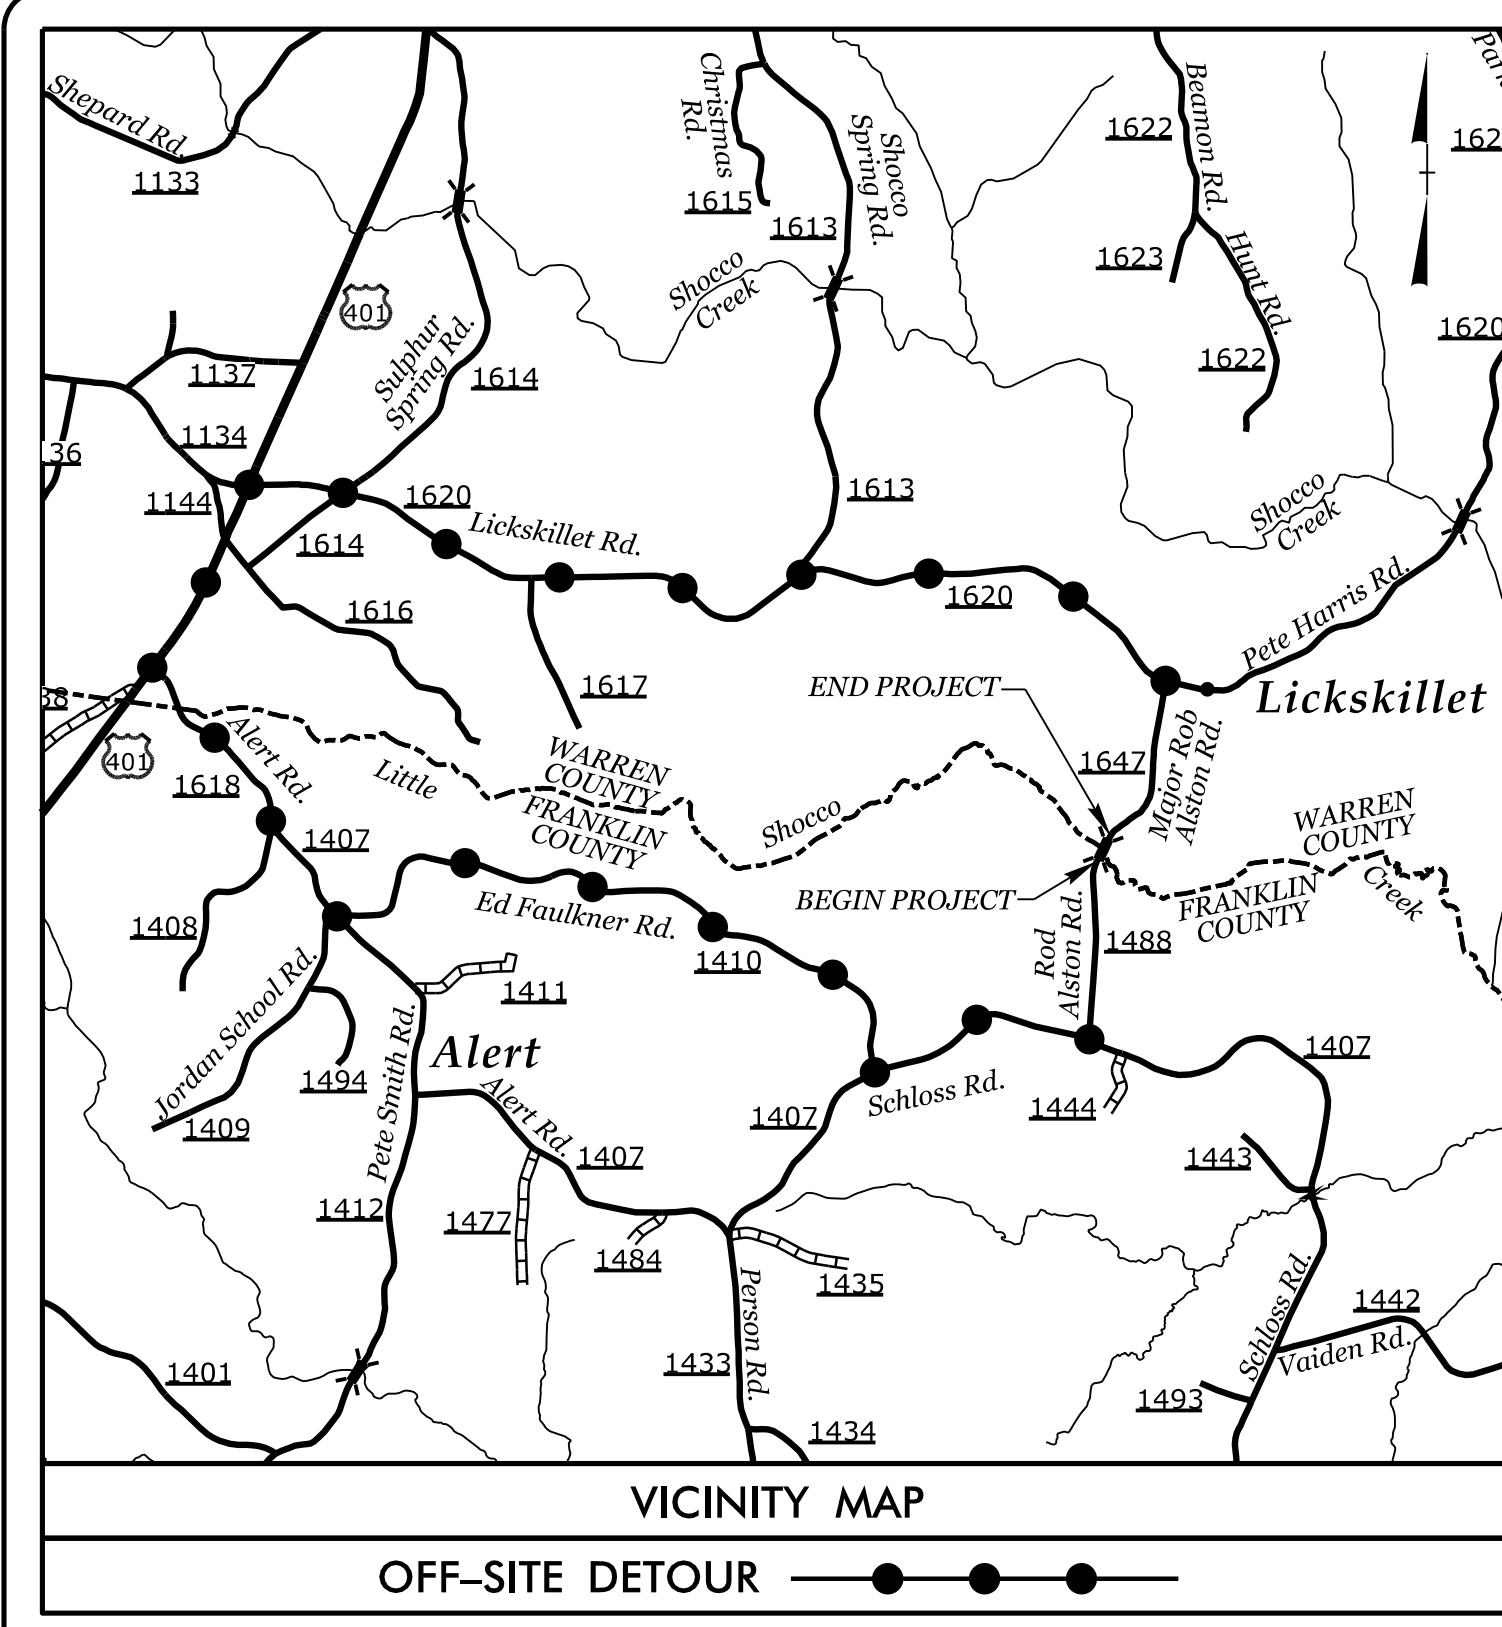 Shepard Rd.
1133
Christmas
Rd.
1615
Shocco
Spring Rd.
1613
Beamon Rd.
1622
1623
Hunt Rd.
1622
162
1620
Shocco
Creek
401
Sulphur
Spring Rd.
1614
1137
1134
36
1144
1620
Lickskillet Rd.
1614
1616
1617
1613
1620
Shocco
Creek
Pete Harris Rd.
Lickskillet
END PROJECT
1647
Major Rob
Alston Rd.
38
401
Alert Rd.
1618
Little
WARREN
COUNTY
FRANKLIN
COUNTY
Shocco
WARREN
COUNTY
FRANKLIN
COUNTY
Creek
BEGIN PROJECT
1407
1408
Ed Faulkner Rd.
1410
Rod
Alston Rd.
1488
1411
Jordan School Rd.
1494
1409
Alert
Pete Smith Rd.
Alert Rd.
1407
1407
Schloss Rd.
1444
1407
1443
1412
1477
1484
1435
Person Rd.
1433
1434
1401
Schloss Rd.
1442
Vaiden Rd.
1493
VICINITY MAP
OFF–SITE DETOUR